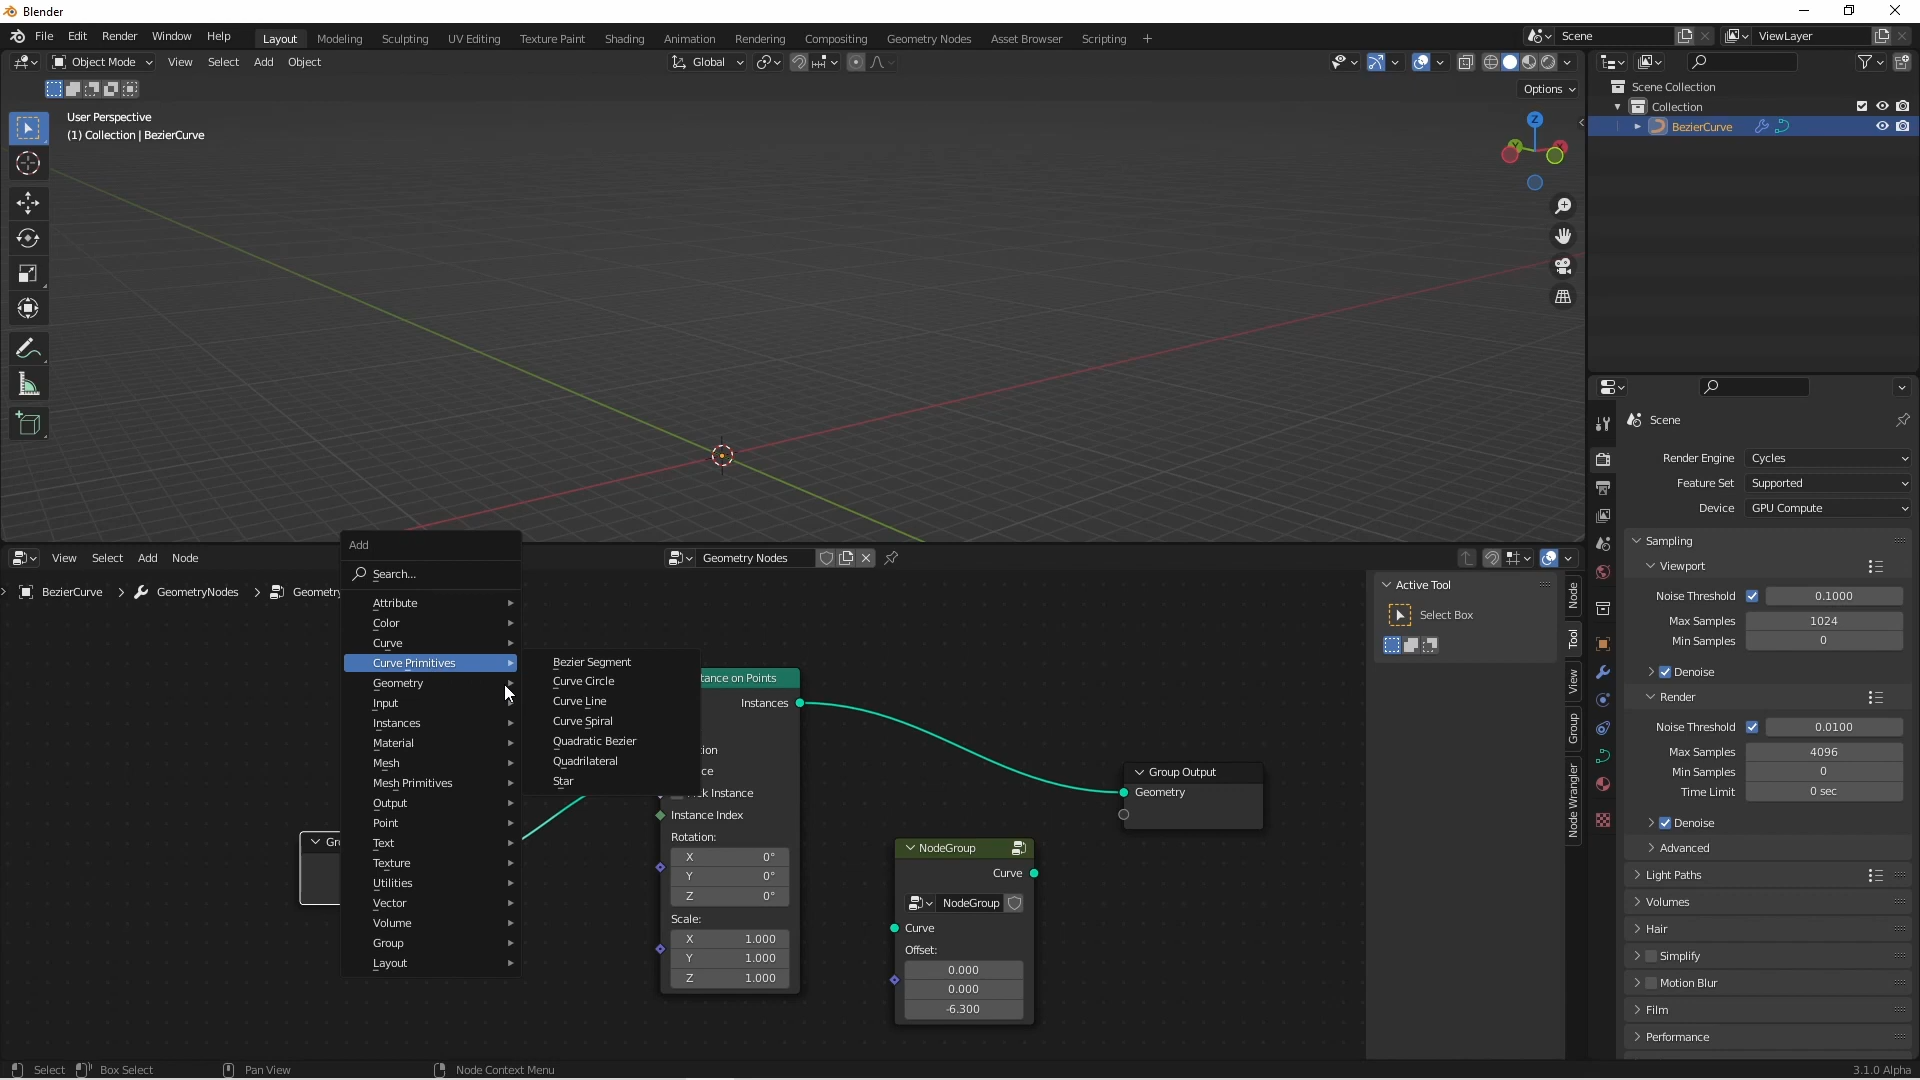 Blender
File Edit Render Window Help
Layout Modeling Sculpting UV Editing Texture Paint Shading Animation Rendering Compositing Geometry Nodes Asset Browser Scripting +
Scene
ViewLayer
Object Mode View Select Add Object
Global
Options
User Perspective
(1) Collection | BezierCurve
Z
Y
X
Scene Collection
Collection
BezierCurve
Scene
Render Engine Cycles
Feature Set Supported
Device GPU Compute
Sampling
Viewport
Noise Threshold 0.1000
Max Samples 1024
Min Samples 0
Denoise
Render
Noise Threshold 0.0100
Max Samples 4096
Min Samples 0
Time Limit 0 sec
Denoise
Advanced
Light Paths
Volumes
Hair
Simplify
Motion Blur
Film
Performance
View Select Add Node
Geometry Nodes
BezierCurve > GeometryNodes > Geometry
Add
Search...
Attribute
Color
Curve
Curve Primitives
Geometry
Input
Instances
Material
Mesh
Mesh Primitives
Output
Point
Text
Texture
Utilities
Vector
Volume
Group
Layout
Bezier Segment
Curve Circle
Curve Line
Curve Spiral
Quadratic Bezier
Quadrilateral
Star
Gr
tance on Points
Instances
tion
ce
ck Instance
Instance Index
Rotation:
X 0°
Y 0°
Z 0°
Scale:
X 1.000
Y 1.000
Z 1.000
NodeGroup
Curve
NodeGroup
Curve
Offset:
0.000
0.000
-6.300
Group Output
Geometry
Active Tool
Select Box
Node
Tool
View
Group
Node Wrangler
Select Box Select Pan View Node Context Menu
3.1.0 Alpha